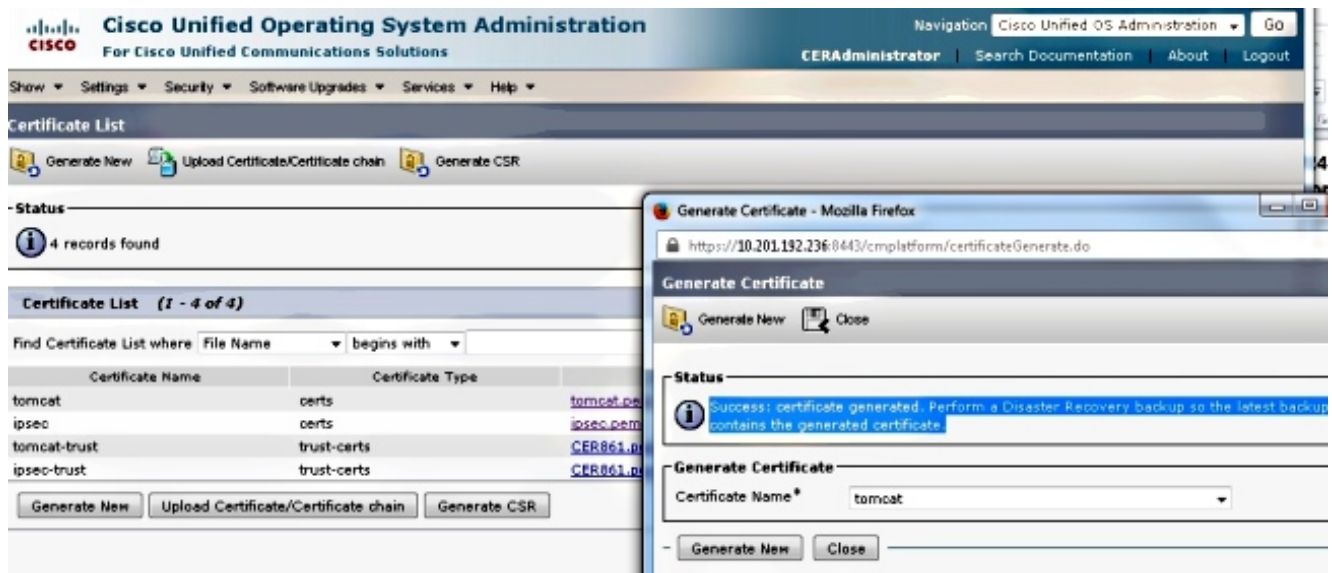 Cisco Unified Operating System Administration
For Cisco Unified Communications Solutions
CISCO
Navigation Cisco Unified OS Administration Go
CERAdministrator | Search Documentation | About | Logout
Show Settings Security Software Upgrades Services Help
Certificate List
Generate New Upload Certificate/Certificate chain Generate CSR
Status
4 records found
Certificate List (1 - 4 of 4)
Find Certificate List where File Name begins with
Certificate Name Certificate Type
tomcat certs tomcat.pe
ipsec certs ipsec.pem
tomcat-trust trust-certs CER861.p
ipsec-trust trust-certs CER861.p
Generate New Upload Certificate/Certificate chain Generate CSR
Generate Certificate - Mozilla Firefox
https://10.201.192.236:8443/cmplatform/certificateGenerate.do
Generate Certificate
Generate New Close
Status
Success: certificate generated. Perform a Disaster Recovery backup so the latest backup
contains the generated certificate.
Generate Certificate
Certificate Name* tomcat
Generate New Close